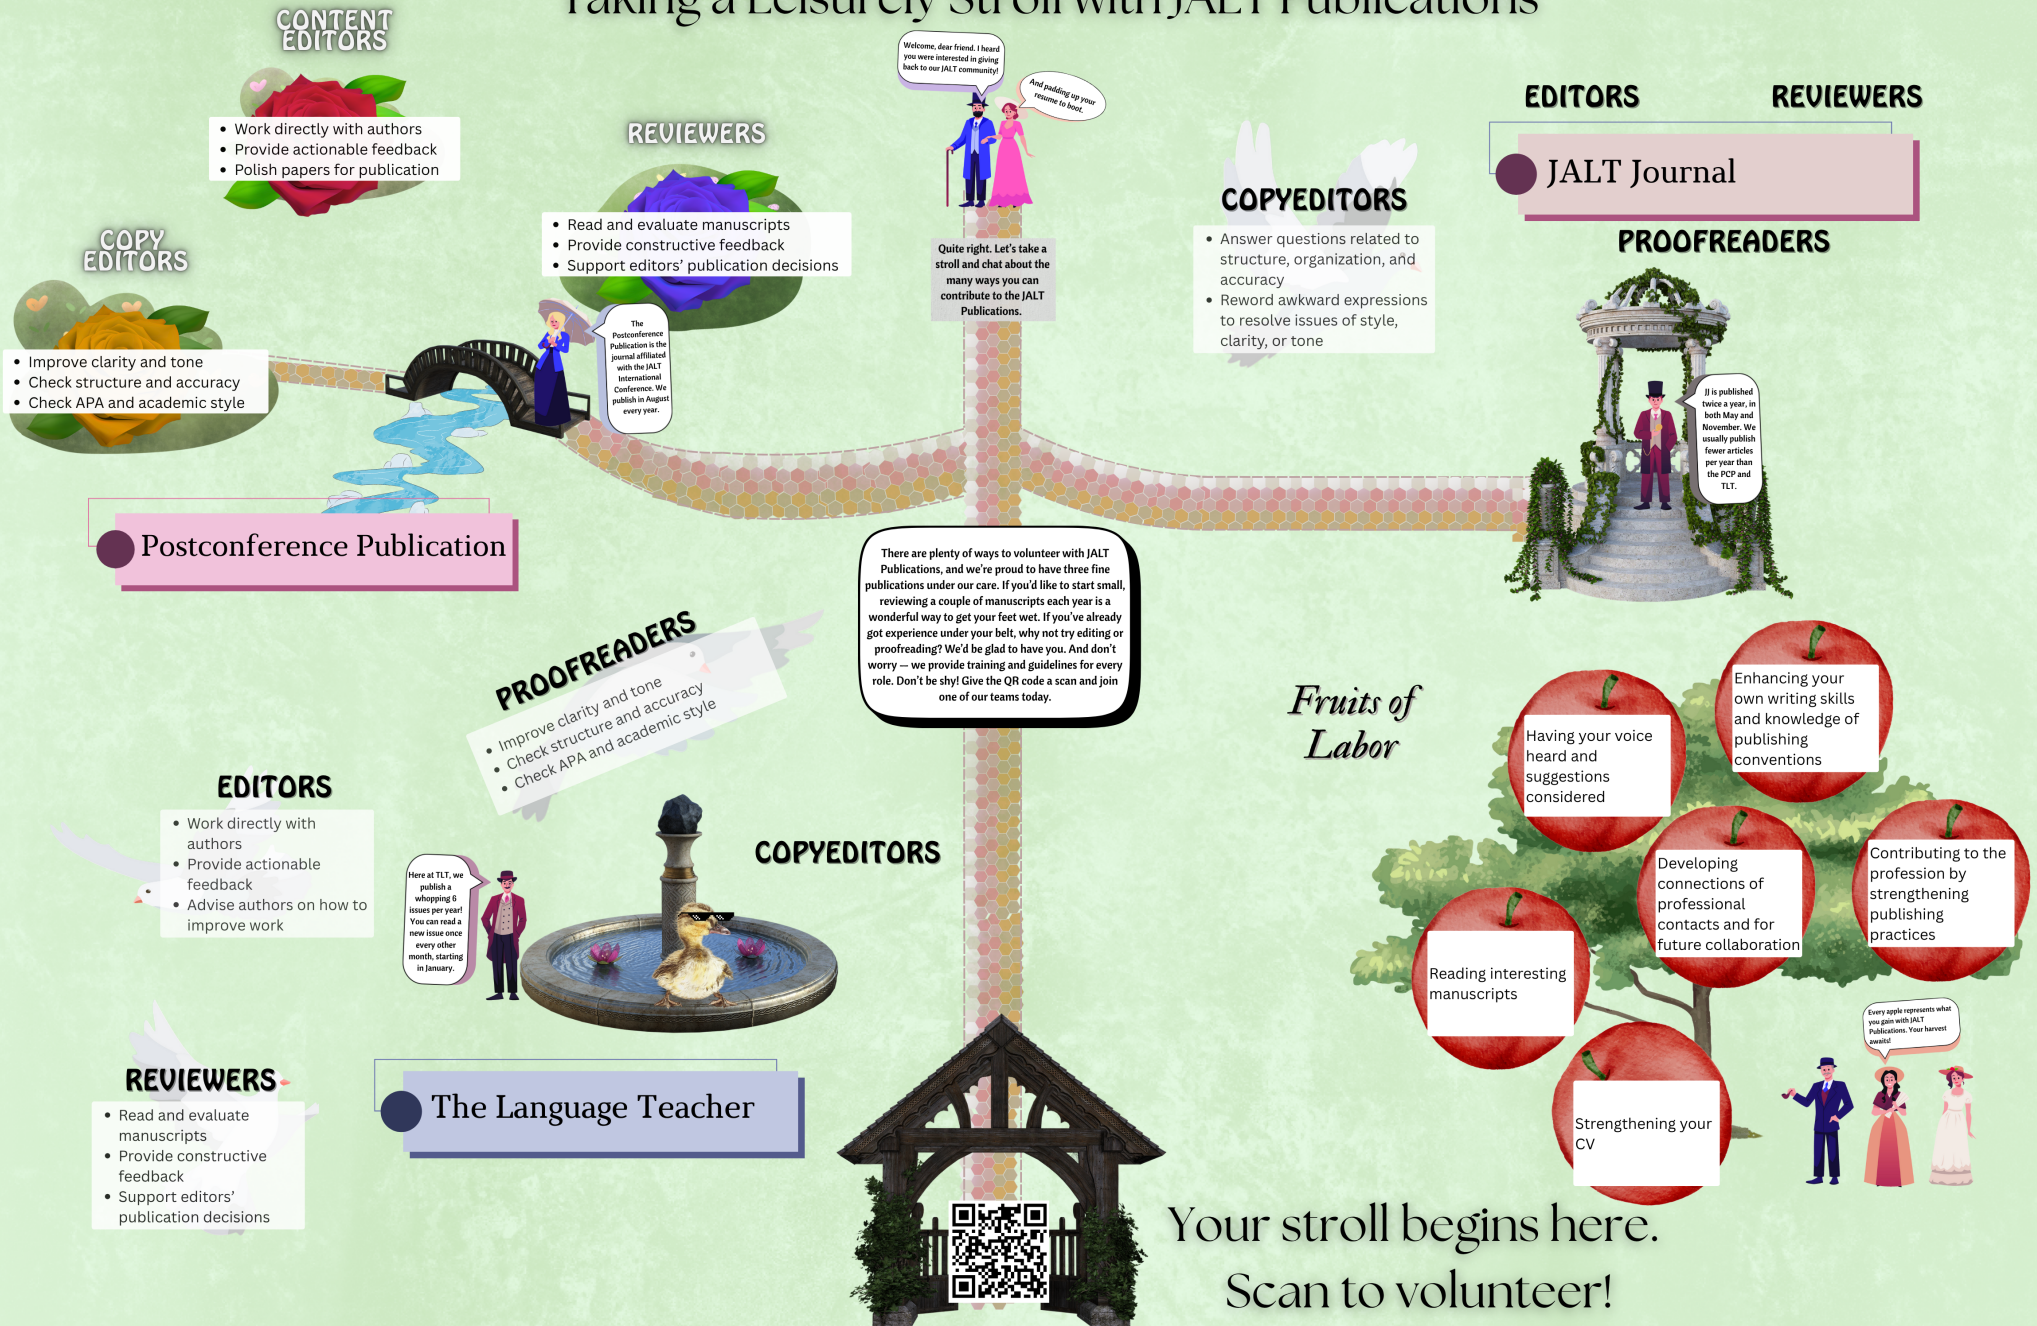 Taking a Leisurely Stroll with JALT Publications
CONTENT
EDITORS
• Work directly with authors
• Provide actionable feedback
• Polish papers for publication
REVIEWERS
• Read and evaluate manuscripts
• Provide constructive feedback
• Support editors' publication decisions
COPY
EDITORS
• Improve clarity and tone
• Check structure and accuracy
• Check APA and academic style
The
Postconference
Publication is the
journal affiliated
with the JALT
International
Conference. We
publish in August
every year.
Postconference Publication
Welcome, dear friend. I heard
you were interested in giving
back to our JALT community!
And padding up your
resume to boot.
Quite right. Let's take a
stroll and chat about the
many ways you can
contribute to the JALT
Publications.
EDITORS
REVIEWERS
JALT Journal
COPYEDITORS
• Answer questions related to
structure, organization, and
accuracy
• Reword awkward expressions
to resolve issues of style,
clarity, or tone
PROOFREADERS
JJ is published
twice a year, in
both May and
November. We
usually publish
fewer articles
per year than
the PCP and
TLT.
There are plenty of ways to volunteer with JALT
Publications, and we're proud to have three fine
publications under our care. If you'd like to start small,
reviewing a couple of manuscripts each year is a
wonderful way to get your feet wet. If you've already
got experience under your belt, why not try editing or
proofreading? We'd be glad to have you. And don't
worry — we provide training and guidelines for every
role. Don't be shy! Give the QR code a scan and join
one of our teams today.
PROOFREADERS
• Improve clarity and tone
• Check structure and accuracy
• Check APA and academic style
EDITORS
• Work directly with
authors
• Provide actionable
feedback
• Advise authors on how to
improve work
COPYEDITORS
Here at TLT, we
publish a
whopping 6
issues per year!
You can read a
new issue once
every other
month, starting
in January.
REVIEWERS
• Read and evaluate
manuscripts
• Provide constructive
feedback
• Support editors'
publication decisions
The Language Teacher
Fruits of
Labor
Enhancing your
own writing skills
and knowledge of
publishing
conventions
Having your voice
heard and
suggestions
considered
Developing
connections of
professional
contacts and for
future collaboration
Contributing to the
profession by
strengthening
publishing
practices
Reading interesting
manuscripts
Strengthening your
CV
Every apple represents what
you gain with JALT
Publications. Your harvest
awaits!
Your stroll begins here.
Scan to volunteer!